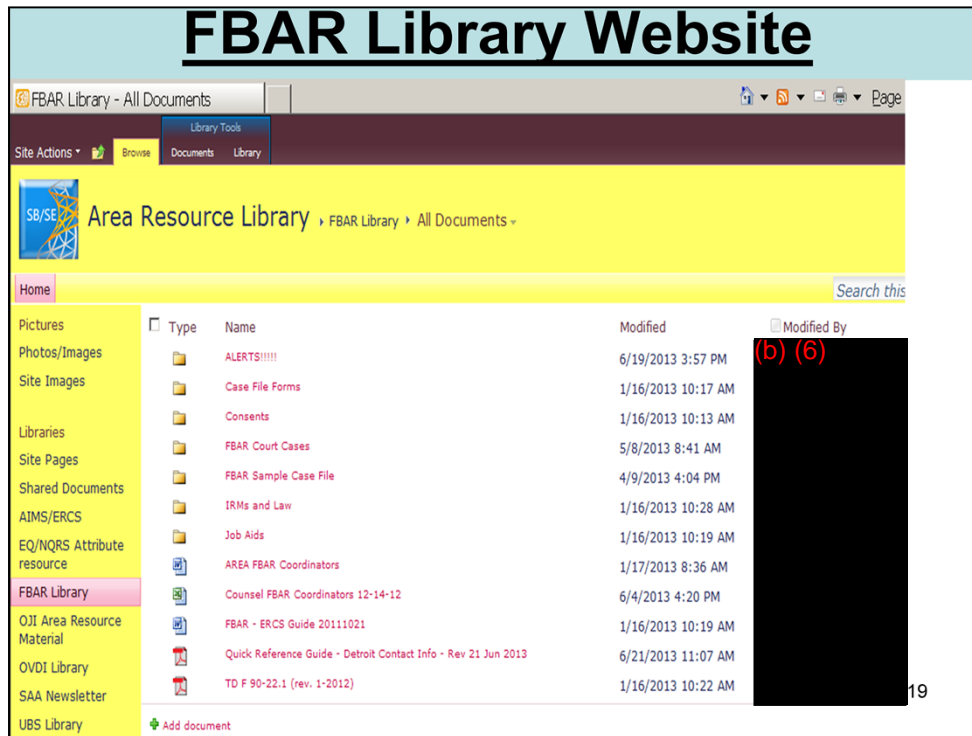 FBAR Library Website
FBAR Library - All Documents
Page
Library Tools
Site Actions Browse Documents Library
SB/SE
Area Resource Library FBAR Library All Documents
Home
Search this
Pictures
Photos/Images
Site Images
Libraries
Site Pages
Shared Documents
AIMS/ERCS
EQ/NQRS Attribute
resource
FBAR Library
OJI Area Resource
Material
OVDI Library
SAA Newsletter
UBS Library
Type Name Modified Modified By
(b) (6)
ALERTS!!!!! 6/19/2013 3:57 PM
Case File Forms 1/16/2013 10:17 AM
Consents 1/16/2013 10:13 AM
FBAR Court Cases 5/8/2013 8:41 AM
FBAR Sample Case File 4/9/2013 4:04 PM
IRMs and Law 1/16/2013 10:28 AM
Job Aids 1/16/2013 10:19 AM
AREA FBAR Coordinators 1/17/2013 8:36 AM
Counsel FBAR Coordinators 12-14-12 6/4/2013 4:20 PM
FBAR - ERCS Guide 20111021 1/16/2013 10:19 AM
Quick Reference Guide - Detroit Contact Info - Rev 21 Jun 2013 6/21/2013 11:07 AM
TD F 90-22.1 (rev. 1-2012) 1/16/2013 10:22 AM
Add document
19